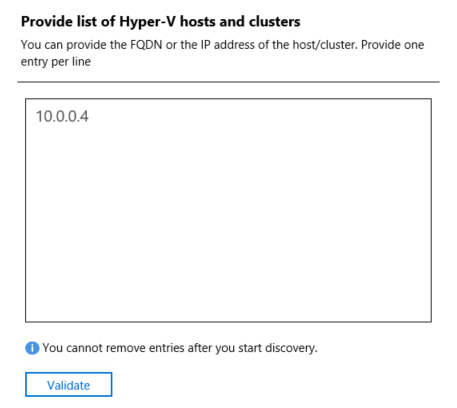 Provide list of Hyper-V hosts and clusters
You can provide the FQDN or the IP address of the host/cluster. Provide one
entry per line
10.0.0.4
You cannot remove entries after you start discovery.
Validate